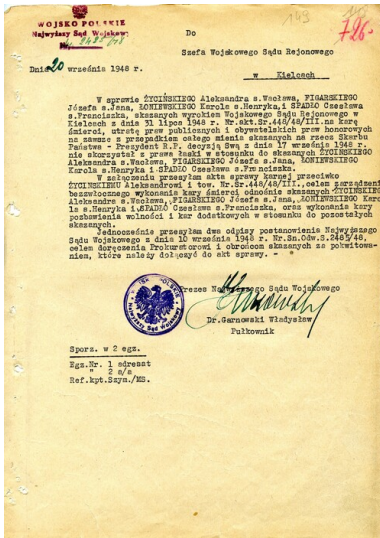 149
726.
WOJSKO POLSKIE
Najwyższy Sąd Wojskowy
Do
Szefa Wojskowego Sądu Rejonowego
w Kielcach
Dnia 20 września 1948 r.
W sprawie ŻYCIŃSKIEGO Aleksandra s.Wacława, FIGARSKIEGO
Józefa s.Jana, ŁONIEWSKIEGO Karola s.Henryka,i SPADŁO Czesława
s.Franciszka, skazanych wyrokiem Wojskowego Sądu Rejonowego w
Kielcach z dnia 31 lipca 1948 r. Nr.akt.Sr.448/48/III.na karę
śmierci, utratę praw publicznych i obywatelskich praw honorowych
na zawsze z przepadkiem całego mienia skazanych na rzecz Skarbu
Państwa - Prezydent R.P. decyzją Swą z dnia 17 września 1948 r.
nie skorzystał z prawa łaski w stosunku do skazanych ŻYCIŃSKIEGO
Aleksandra s.Wacława, FIGARSKIEGO Józefa s.Jana, ŁONIEWSKIEGO
Karola s.Henryka i SPADŁO Czesława s.Franciszka.
W załączeniu przesyłam akta sprawy karnej przeciwko
ŻYCIŃSKIEMU Aleksandrowi i tow. Nr.Sr.448/48/III., celem zarządzenia
bezzwłocznego wykonania kary śmierci odnośnie skazanych ŻYCIŃSKIEGO
Aleksandra s.Wacława, FIGARSKIEGO Józefa s.Jana, ŁONIEWSKIEGO Karo-
la s.Henryka i SPADŁO Czesława s.Franciszka, oraz wykonania kary
pozbawienia wolności i kar dodatkowych w stosunku do pozostałych
skazanych.
Jednocześnie przesyłam dwa odpisy postanowienia Najwyższego
Sądu Wojskowego z dnia 10 września 1948 r. Nr.Sn.Odw.S.2485/48,
celem doręczenia Prokuratorowi i obrońcom skazanych za pokwitowa-
niem, które należy dołączyć do akt sprawy. -
Prezes Najwyższego Sądu Wojskowego
Dr.Garnowski Władysław
Pułkownik
Najwyższy Sąd Wojskowy
Sporz. w 2 egz.
Egz.Nr. 1 adresat
" 2 a/a
Ref.kpt.Szym./MS.